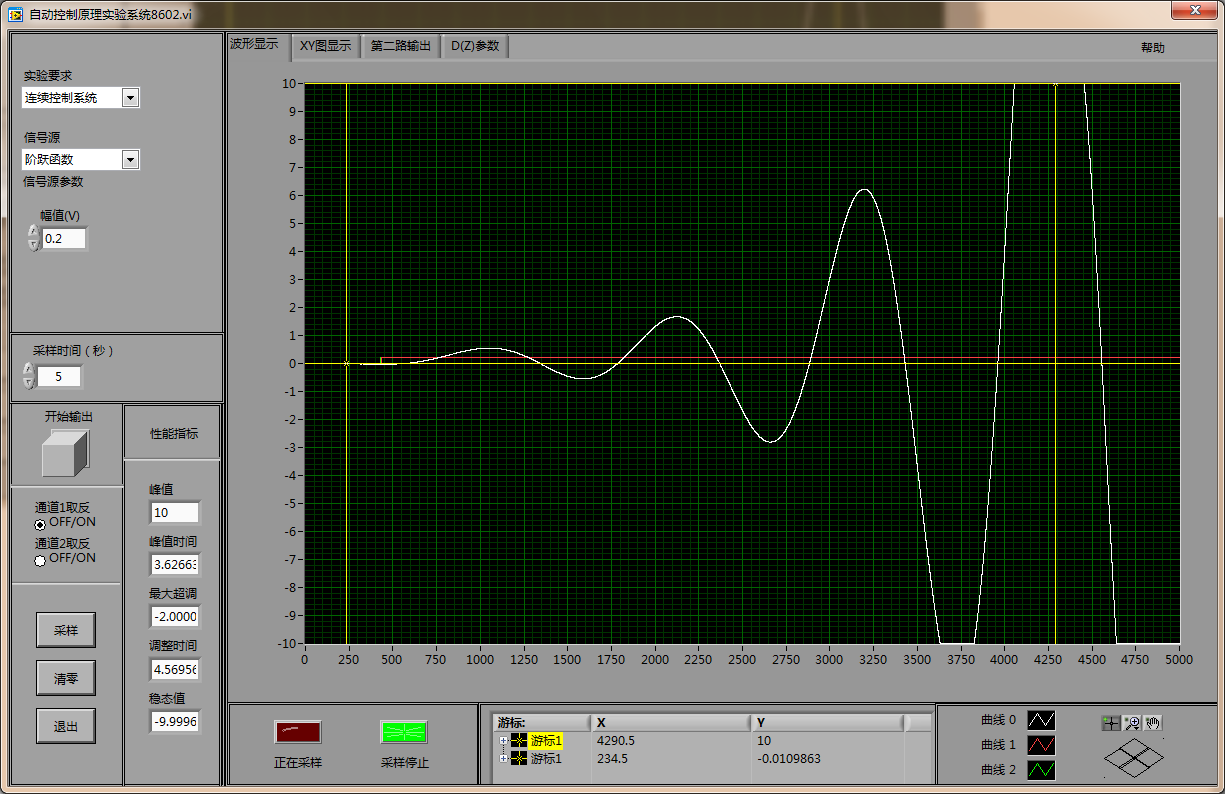 自动控制原理实验系统8602.vi
波形显示 XY图显示 第二路输出 D(Z)参数 帮助
实验要求
连续控制系统
信号源
阶跃函数
信号源参数
幅值(V)
0.2
采样时间（秒）
5
开始输出
通道1取反
OFF/ON
通道2取反
OFF/ON
采样
清零
退出
性能指标
峰值
10
峰值时间
3.6266
最大超调
-2.0000
调整时间
4.5695
稳态值
-9.9996
10
9
8
7
6
5
4
3
2
1
0
-1
-2
-3
-4
-5
-6
-7
-8
-9
-10
0 250 500 750 1000 1250 1500 1750 2000 2250 2500 2750 3000 3250 3500 3750 4000 4250 4500 4750 5000
正在采样
采样停止
游标: X Y
游标1 4290.5 10
游标1 234.5 -0.0109863
曲线 0
曲线 1
曲线 2